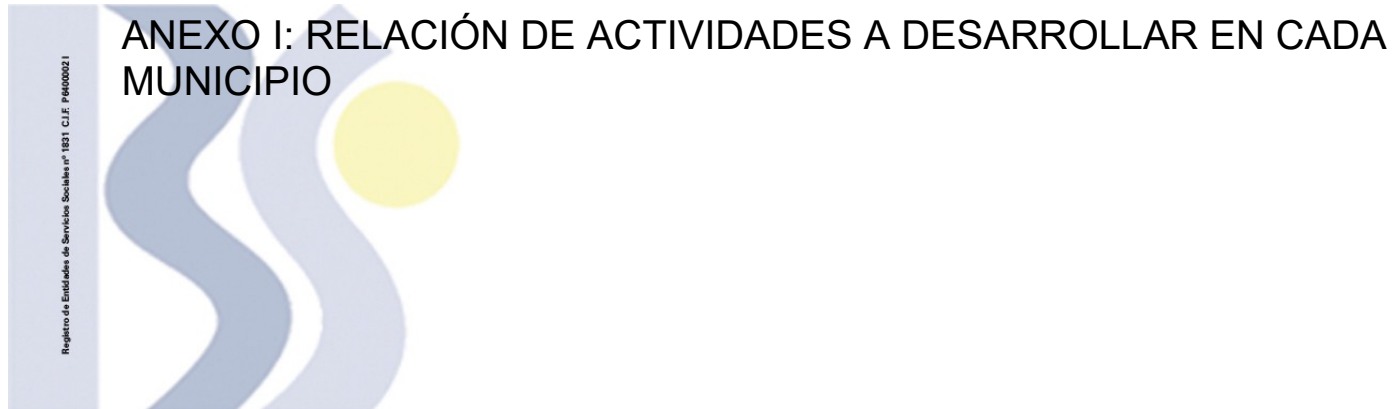 ANEXO I: RELACIÓN DE ACTIVIDADES A DESARROLLAR EN CADA
MUNICIPIO
Registro de Entidades de Servicios Sociales nº 1831 C.I.F. P6400002 I